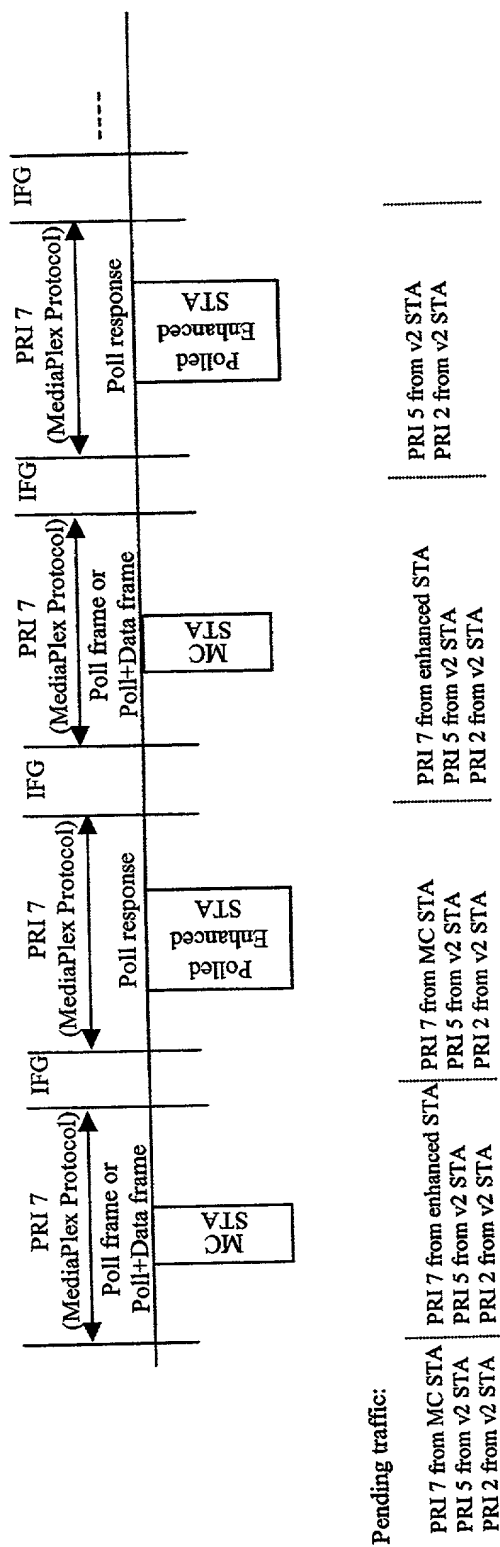 PRI 7
(MediaPlex Protocol)
Poll frame or
Poll+Data frame
MC
STA
IFG
PRI 7
(MediaPlex Protocol)
Poll response
Polled
Enhanced
STA
IFG
PRI 7
(MediaPlex Protocol)
Poll frame or
Poll+Data frame
MC
STA
IFG
PRI 7
(MediaPlex Protocol)
Poll response
Polled
Enhanced
STA
IFG
Pending traffic:
PRI 7 from MC STA
PRI 5 from v2 STA
PRI 2 from v2 STA
PRI 7 from enhanced STA
PRI 5 from v2 STA
PRI 2 from v2 STA
PRI 7 from MC STA
PRI 5 from v2 STA
PRI 2 from v2 STA
PRI 7 from enhanced STA
PRI 5 from v2 STA
PRI 2 from v2 STA
PRI 5 from v2 STA
PRI 2 from v2 STA